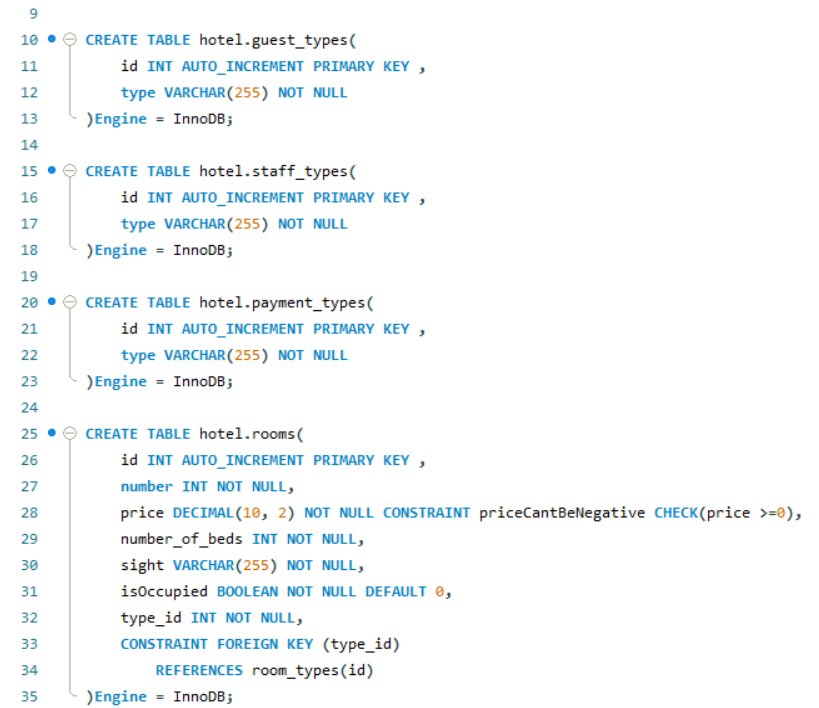 9
10 CREATE TABLE hotel.guest_types(
11 id INT AUTO_INCREMENT PRIMARY KEY ,
12 type VARCHAR(255) NOT NULL
13 )Engine = InnoDB;
14
15 CREATE TABLE hotel.staff_types(
16 id INT AUTO_INCREMENT PRIMARY KEY ,
17 type VARCHAR(255) NOT NULL
18 )Engine = InnoDB;
19
20 CREATE TABLE hotel.payment_types(
21 id INT AUTO_INCREMENT PRIMARY KEY ,
22 type VARCHAR(255) NOT NULL
23 )Engine = InnoDB;
24
25 CREATE TABLE hotel.rooms(
26 id INT AUTO_INCREMENT PRIMARY KEY ,
27 number INT NOT NULL,
28 price DECIMAL(10, 2) NOT NULL CONSTRAINT priceCantBeNegative CHECK(price >=0),
29 number_of_beds INT NOT NULL,
30 sight VARCHAR(255) NOT NULL,
31 isOccupied BOOLEAN NOT NULL DEFAULT 0,
32 type_id INT NOT NULL,
33 CONSTRAINT FOREIGN KEY (type_id)
34 REFERENCES room_types(id)
35 )Engine = InnoDB;